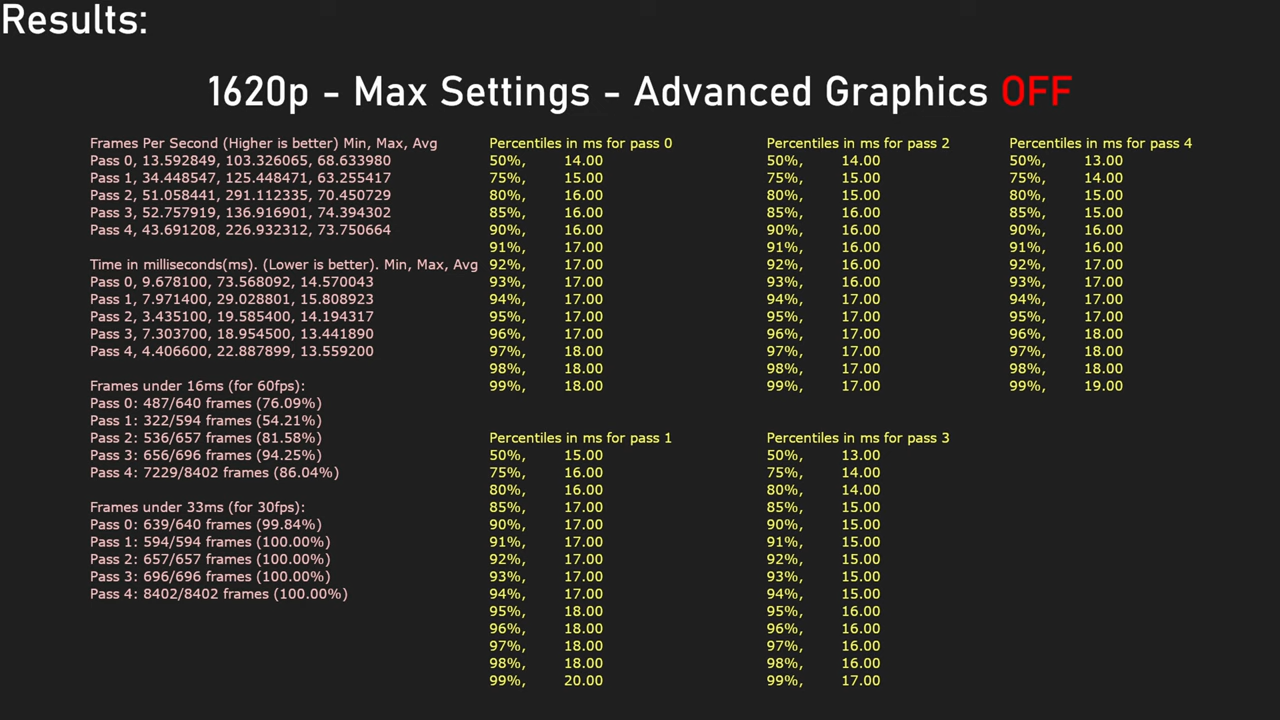 Results:
1620p - Max Settings - Advanced Graphics OFF
Frames Per Second (Higher is better) Min, Max, Avg
Pass 0, 13.592849, 103.326065, 68.633980
Pass 1, 34.448547, 125.448471, 63.255417
Pass 2, 51.058441, 291.112335, 70.450729
Pass 3, 52.757919, 136.916901, 74.394302
Pass 4, 43.691208, 226.932312, 73.750664
Time in milliseconds(ms). (Lower is better). Min, Max, Avg
Pass 0, 9.678100, 73.568092, 14.570043
Pass 1, 7.971400, 29.028801, 15.808923
Pass 2, 3.435100, 19.585400, 14.194317
Pass 3, 7.303700, 18.954500, 13.441890
Pass 4, 4.406600, 22.887899, 13.559200
Frames under 16ms (for 60fps):
Pass 0: 487/640 frames (76.09%)
Pass 1: 322/594 frames (54.21%)
Pass 2: 536/657 frames (81.58%)
Pass 3: 656/696 frames (94.25%)
Pass 4: 7229/8402 frames (86.04%)
Frames under 33ms (for 30fps):
Pass 0: 639/640 frames (99.84%)
Pass 1: 594/594 frames (100.00%)
Pass 2: 657/657 frames (100.00%)
Pass 3: 696/696 frames (100.00%)
Pass 4: 8402/8402 frames (100.00%)
Percentiles in ms for pass 0
50%, 14.00
75%, 15.00
80%, 16.00
85%, 16.00
90%, 16.00
91%, 17.00
92%, 17.00
93%, 17.00
94%, 17.00
95%, 17.00
96%, 17.00
97%, 18.00
98%, 18.00
99%, 18.00
Percentiles in ms for pass 1
50%, 15.00
75%, 16.00
80%, 16.00
85%, 17.00
90%, 17.00
91%, 17.00
92%, 17.00
93%, 17.00
94%, 17.00
95%, 18.00
96%, 18.00
97%, 18.00
98%, 18.00
99%, 20.00
Percentiles in ms for pass 2
50%, 14.00
75%, 15.00
80%, 15.00
85%, 16.00
90%, 16.00
91%, 16.00
92%, 16.00
93%, 16.00
94%, 17.00
95%, 17.00
96%, 17.00
97%, 17.00
98%, 17.00
99%, 17.00
Percentiles in ms for pass 3
50%, 13.00
75%, 14.00
80%, 14.00
85%, 15.00
90%, 15.00
91%, 15.00
92%, 15.00
93%, 15.00
94%, 15.00
95%, 16.00
96%, 16.00
97%, 16.00
98%, 16.00
99%, 17.00
Percentiles in ms for pass 4
50%, 13.00
75%, 14.00
80%, 15.00
85%, 15.00
90%, 16.00
91%, 16.00
92%, 17.00
93%, 17.00
94%, 17.00
95%, 17.00
96%, 18.00
97%, 18.00
98%, 18.00
99%, 19.00